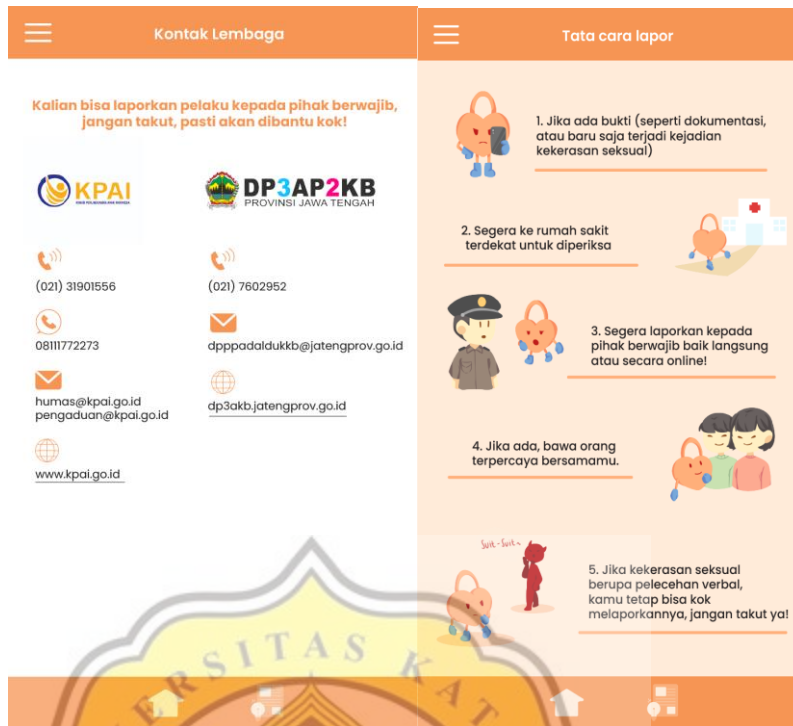 Kontak Lembaga
Kalian bisa laporkan pelaku kepada pihak berwajib,
jangan takut, pasti akan dibantu kok!
KPAI
DP3AP2KB
PROVINSI JAWA TENGAH
(021) 31901556
(021) 7602952
08111772273
dpppadaldukkb@jatengprov.go.id
humas@kpai.go.id
pengaduan@kpai.go.id
dp3akb.jatengprov.go.id
www.kpai.go.id
Tata cara lapor
1. Jika ada bukti (seperti dokumentasi,
atau baru saja terjadi kejadian
kekerasan seksual)
2. Segera ke rumah sakit
terdekat untuk diperiksa
3. Segera laporkan kepada
pihak berwajib baik langsung
atau secara online!
4. Jika ada, bawa orang
terpercaya bersamamu.
Suit-Suit~
5. Jika kekerasan seksual
berupa pelecehan verbal,
kamu tetap bisa kok
melaporkannya, jangan takut ya!
ERSITAS KAT